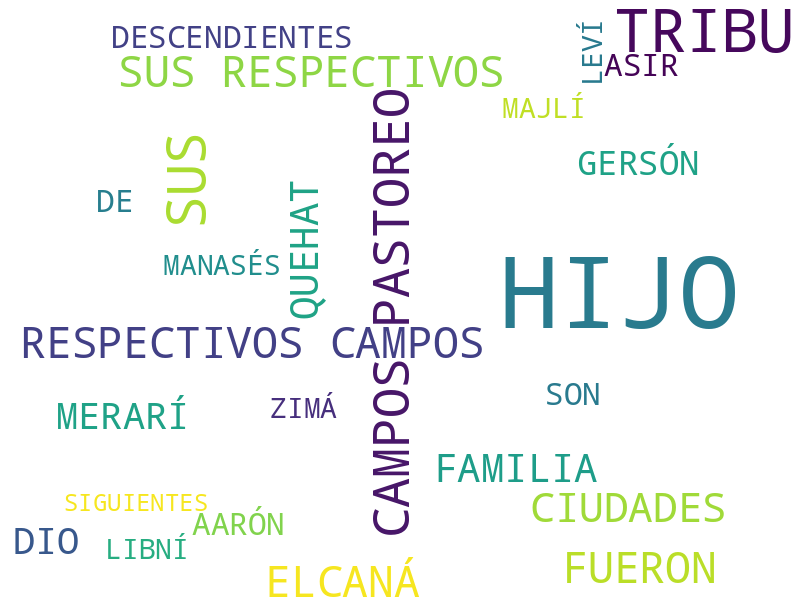 DESCENDIENTES
TRIBU
LEVÍ
ASIR
SUS RESPECTIVOS
MAJLÍ
GERSÓN
SUS
DE
QUEHAT
MANASÉS
CAMPOS PASTOREO
HIJO
RESPECTIVOS CAMPOS
SON
ZIMÁ
MERARÍ
FAMILIA
SIGUIENTES
CIUDADES
AARÓN
DIO
LIBNÍ
FUERON
ELCANÁ